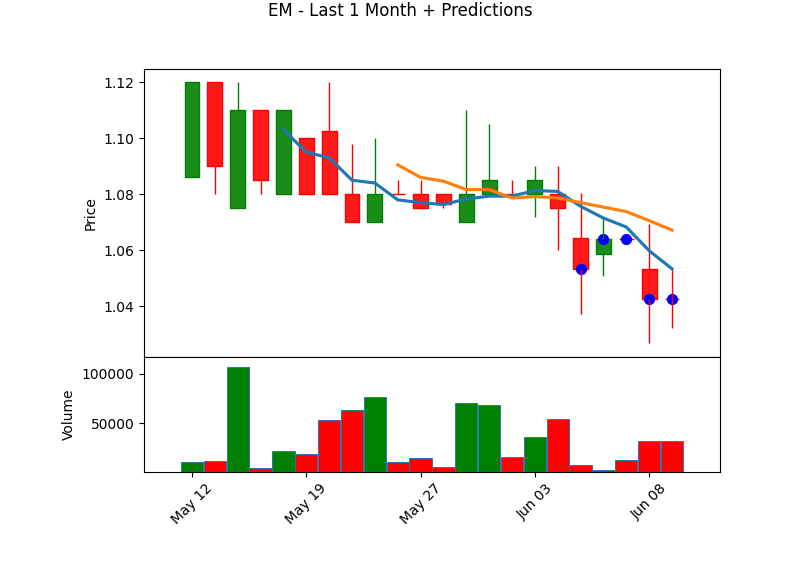 EM - Last 1 Month + Predictions
1.12
1.10
1.08
1.06
1.04
Price
100000
50000
Volume
May 12
May 19
May 27
Jun 03
Jun 08